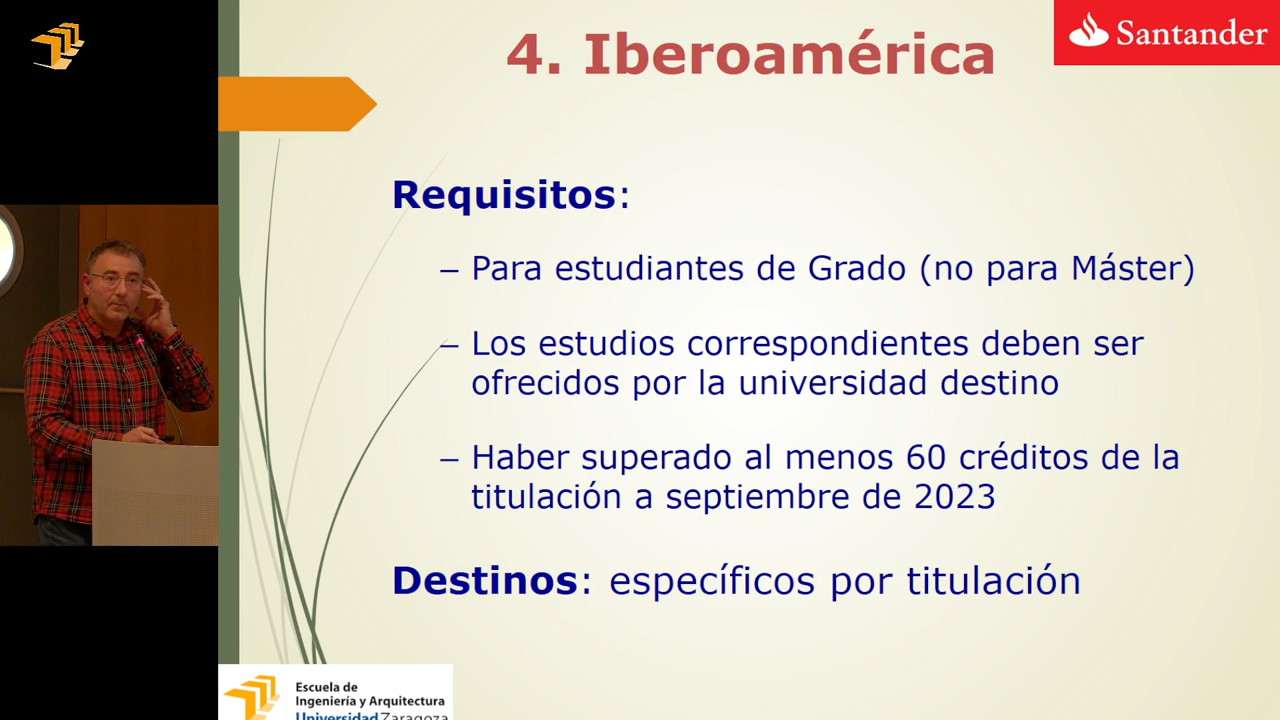 4. Iberoamérica
Santander
Requisitos:
– Para estudiantes de Grado (no para Máster)
– Los estudios correspondientes deben ser
ofrecidos por la universidad destino
– Haber superado al menos 60 créditos de la
titulación a septiembre de 2023
Destinos: específicos por titulación
Escuela de
Ingeniería y Arquitectura
Universidad Zaragoza